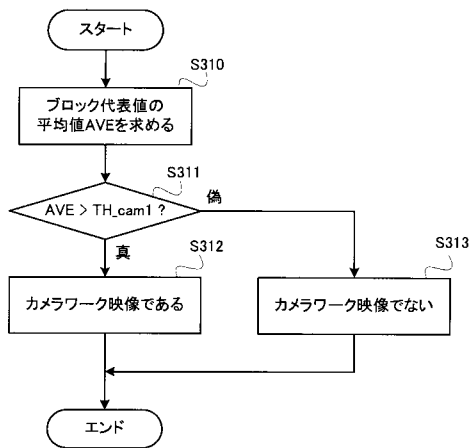 スタート
S310
ブロック代表値の
平均値AVEを求める
S311
AVE > TH_cam1 ?
偽
真
S312
カメラワーク映像である
S313
カメラワーク映像でない
エンド